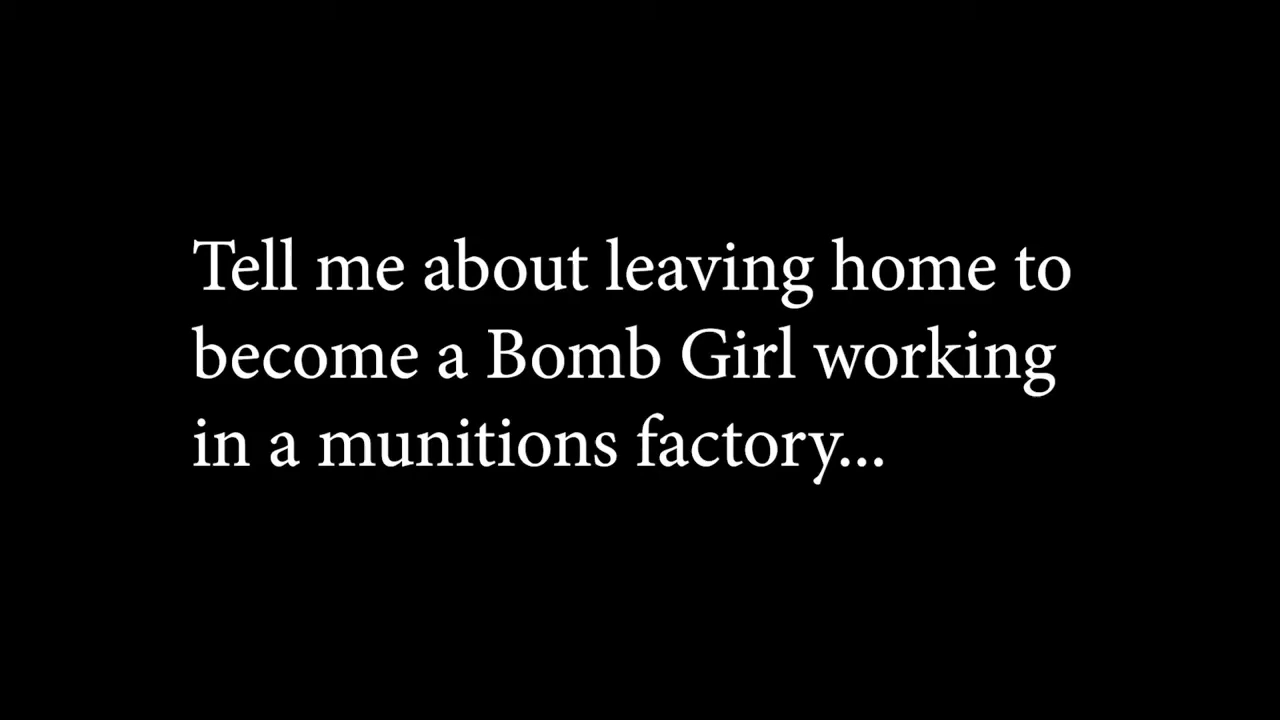 Tell me about leaving home to
become a Bomb Girl working
in a munitions factory...